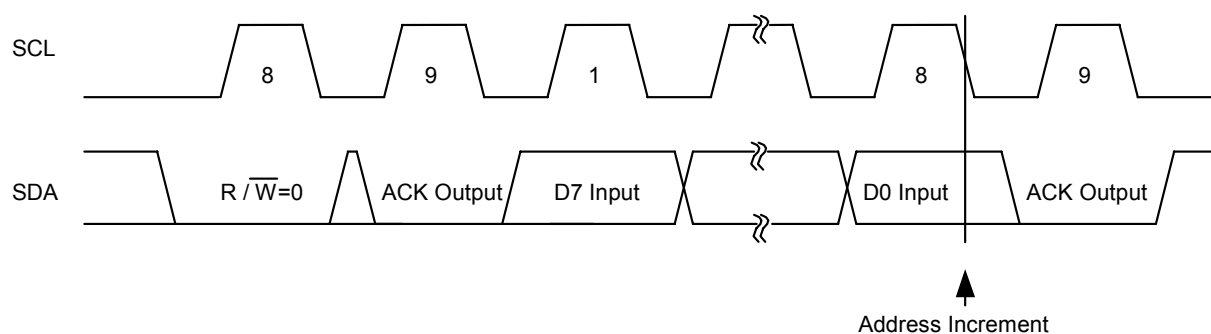 SCL
8 9 1 8 9
SDA
R / W̅=0 ACK Output D7 Input D0 Input ACK Output
Address Increment